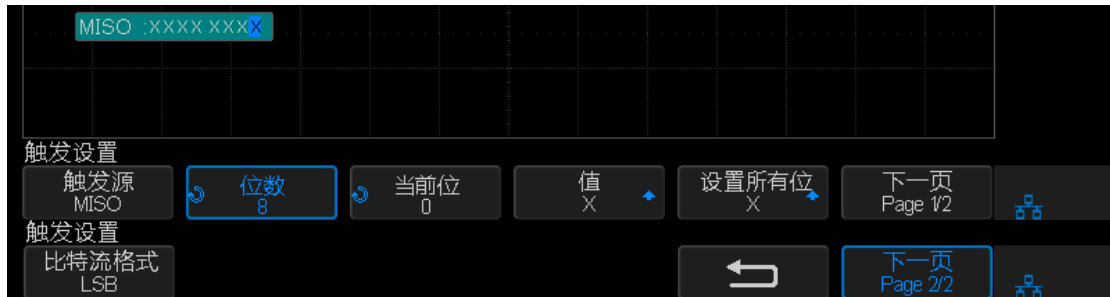 MISO :XXXX XXXX
触发设置
触发源 位数 当前位 值 设置所有位 下一页
MISO 8 0 X X Page 1/2
触发设置
比特流格式 下一页
LSB Page 2/2